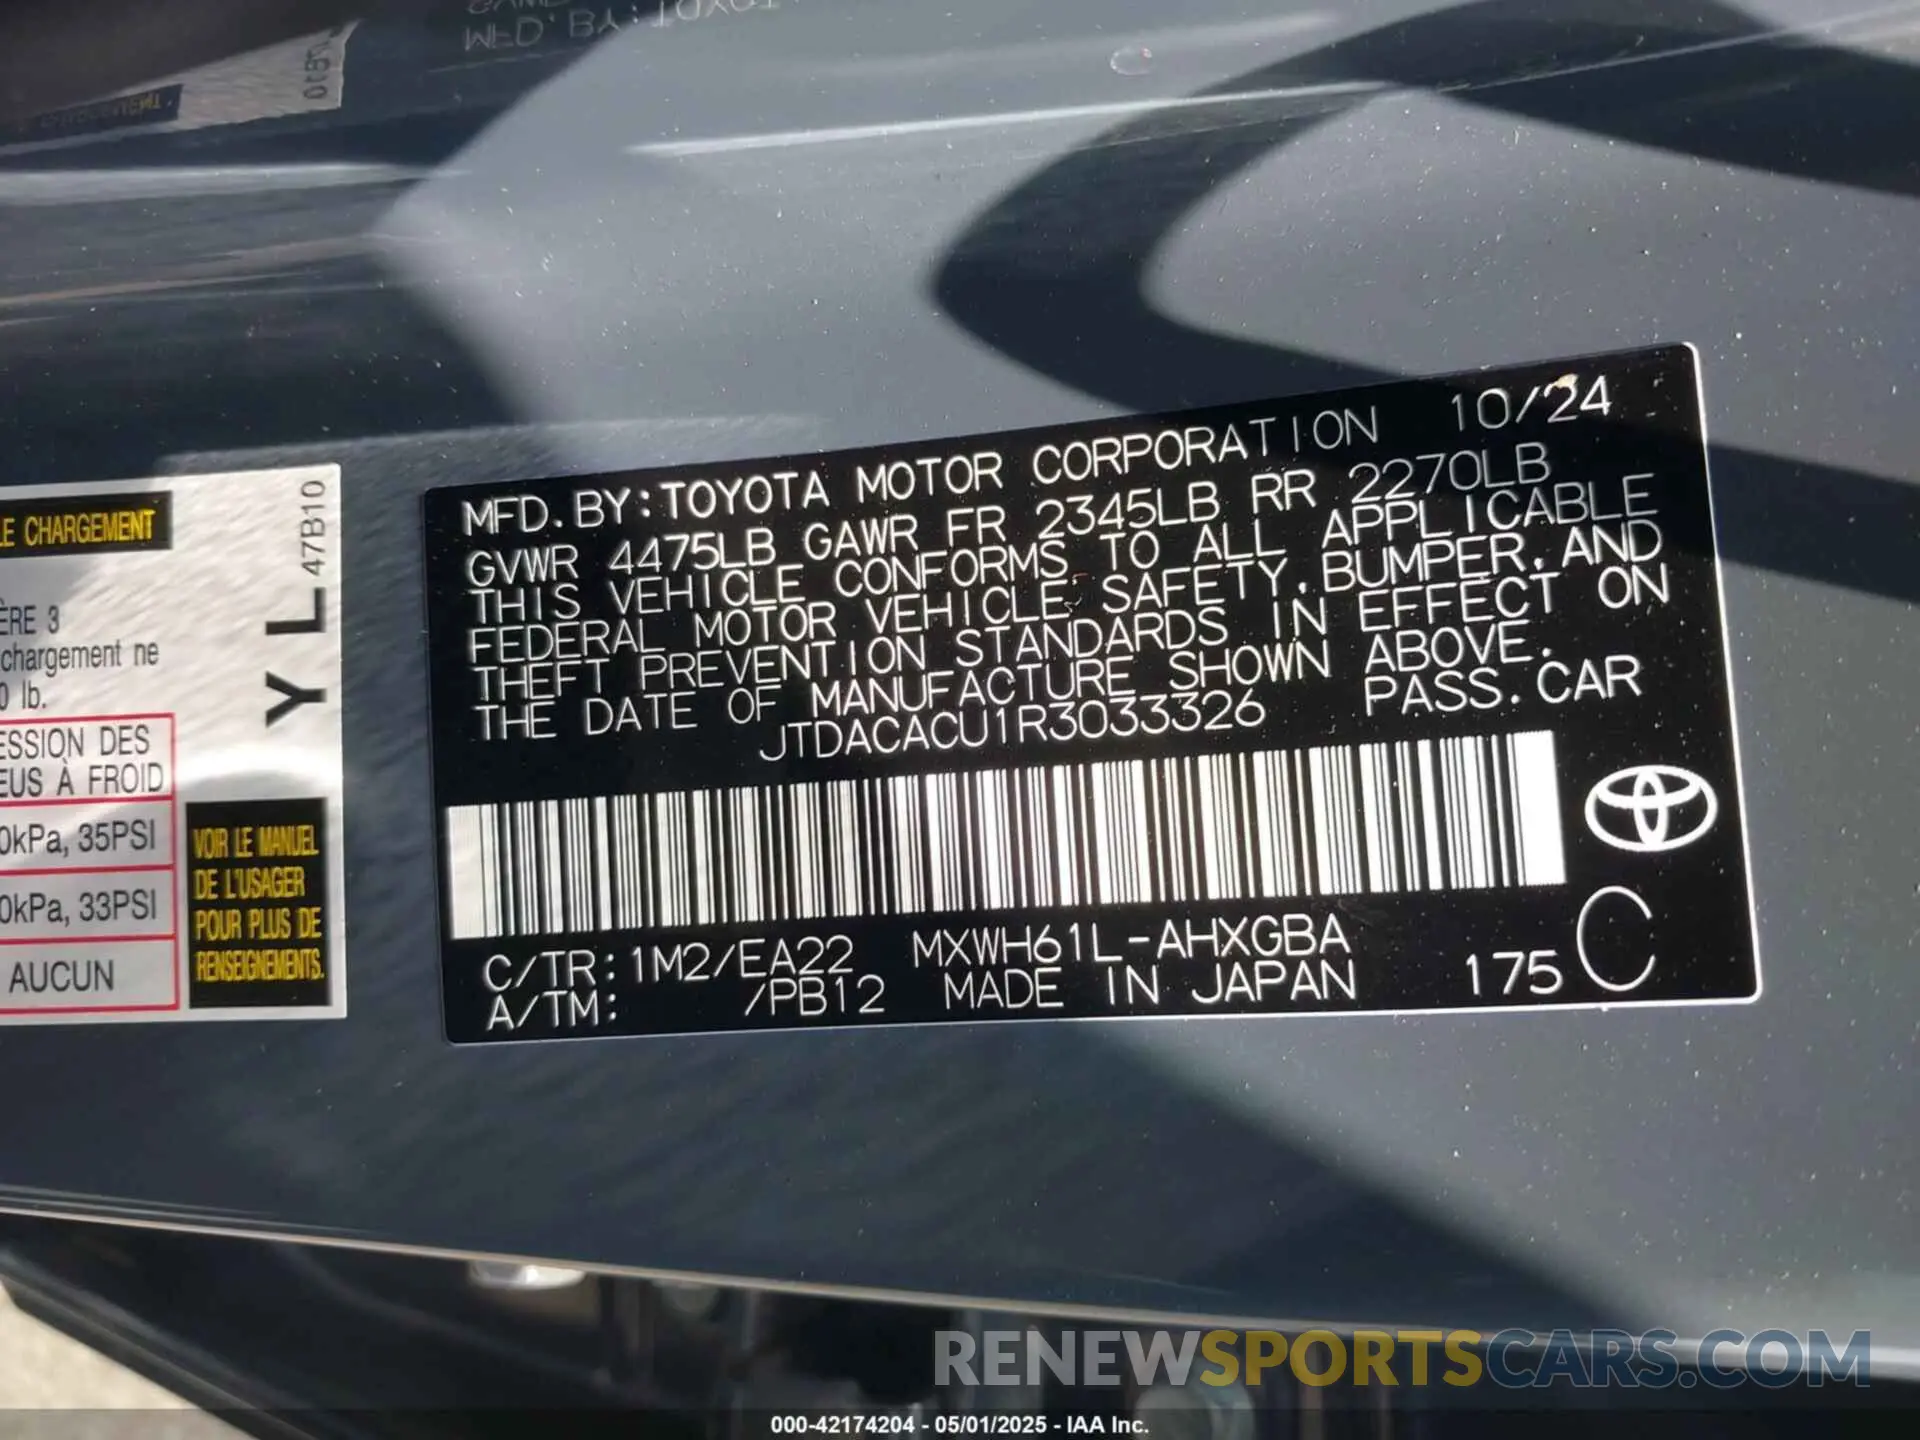 MFD. BY: TOY
47B10
LE CHARGEMENT
ÈRE 3
chargement ne
0 lb.
ESSION DES
EUS À FROID
0kPa, 35PSI
0kPa, 33PSI
AUCUN
47B10
YL
VOIR LE MANUEL
DE L'USAGER
POUR PLUS DE
RENSEIGNEMENTS.
MFD. BY: TOYOTA MOTOR CORPORATION 10/24
GVWR 4475LB GAWR FR 2345LB RR 2270LB
THIS VEHICLE CONFORMS TO ALL APPLICABLE
FEDERAL MOTOR VEHICLE SAFETY, BUMPER, AND
THEFT PREVENTION STANDARDS IN EFFECT ON
THE DATE OF MANUFACTURE SHOWN ABOVE.
JTDACACU1R3033326 PASS. CAR
C/TR: 1M2/EA22 MXWH61L-AHXGBA
A/TM: /PB12 MADE IN JAPAN 175 C
RENEWSPORTSCARS.COM
000-42174204 - 05/01/2025 - IAA Inc.